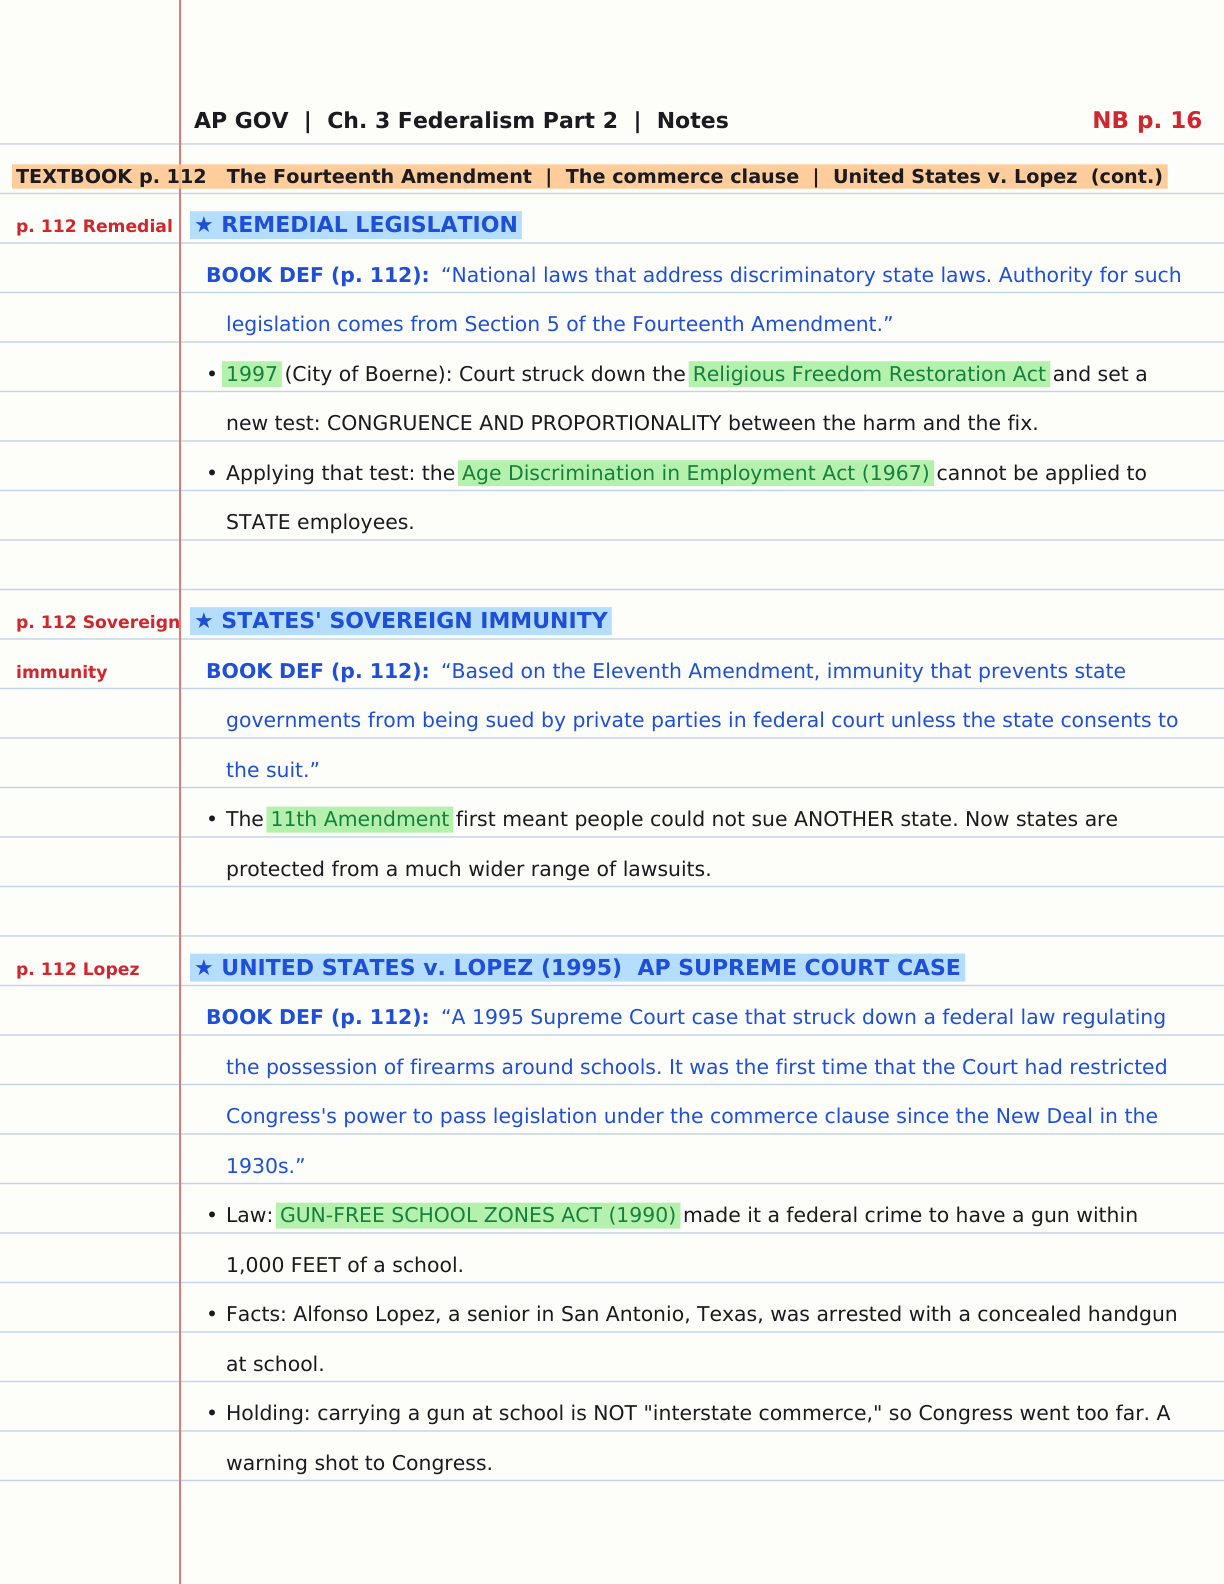 AP GOV | Ch. 3 Federalism Part 2 | Notes NB p. 16
TEXTBOOK p. 112 The Fourteenth Amendment | The commerce clause | United States v. Lopez (cont.)
p. 112 Remedial ★ REMEDIAL LEGISLATION
BOOK DEF (p. 112): “National laws that address discriminatory state laws. Authority for such
legislation comes from Section 5 of the Fourteenth Amendment.”
• 1997 (City of Boerne): Court struck down the Religious Freedom Restoration Act and set a
new test: CONGRUENCE AND PROPORTIONALITY between the harm and the fix.
• Applying that test: the Age Discrimination in Employment Act (1967) cannot be applied to
STATE employees.
p. 112 Sovereign ★ STATES' SOVEREIGN IMMUNITY
immunity BOOK DEF (p. 112): “Based on the Eleventh Amendment, immunity that prevents state
governments from being sued by private parties in federal court unless the state consents to
the suit.”
• The 11th Amendment first meant people could not sue ANOTHER state. Now states are
protected from a much wider range of lawsuits.
p. 112 Lopez ★ UNITED STATES v. LOPEZ (1995) AP SUPREME COURT CASE
BOOK DEF (p. 112): “A 1995 Supreme Court case that struck down a federal law regulating
the possession of firearms around schools. It was the first time that the Court had restricted
Congress's power to pass legislation under the commerce clause since the New Deal in the
1930s.”
• Law: GUN-FREE SCHOOL ZONES ACT (1990) made it a federal crime to have a gun within
1,000 FEET of a school.
• Facts: Alfonso Lopez, a senior in San Antonio, Texas, was arrested with a concealed handgun
at school.
• Holding: carrying a gun at school is NOT "interstate commerce," so Congress went too far. A
warning shot to Congress.